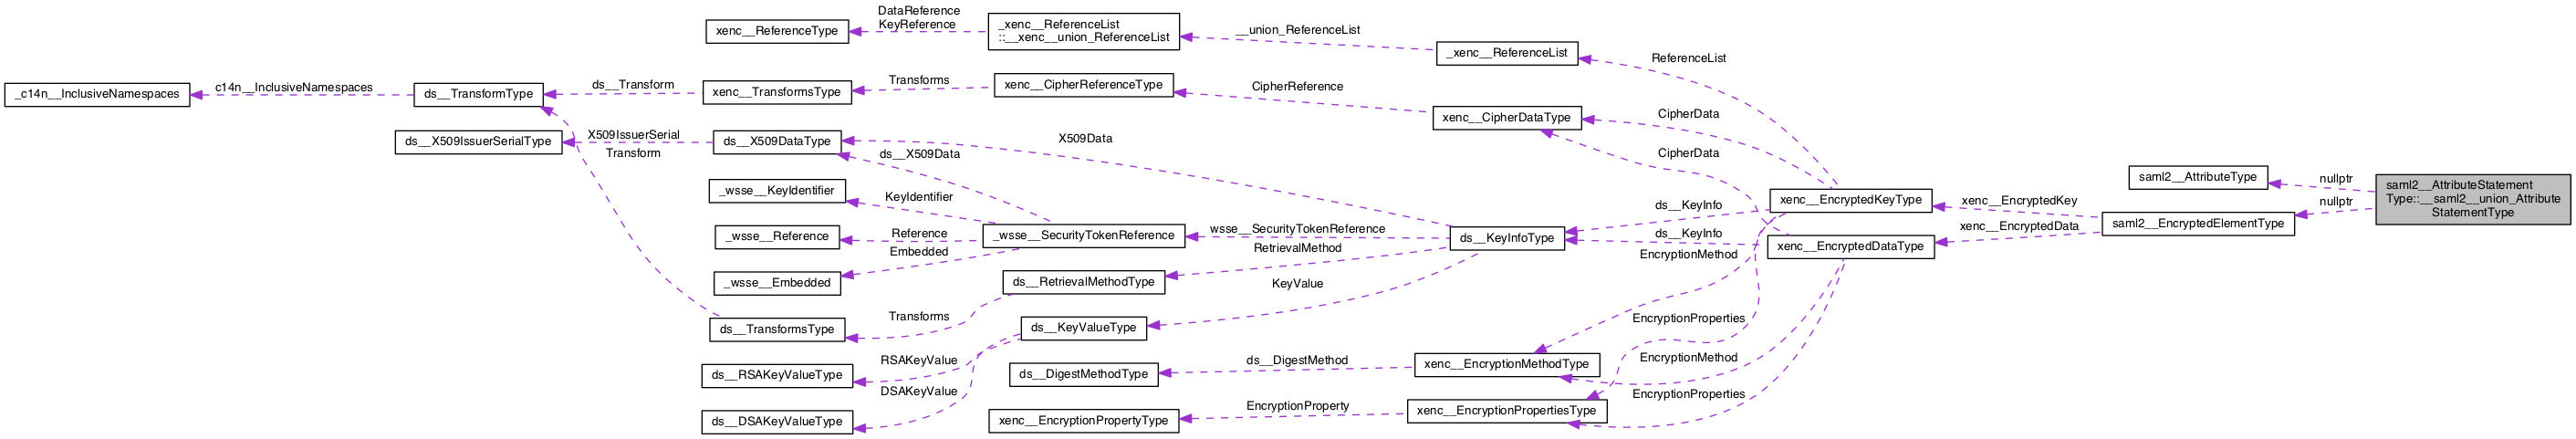 DataReference
KeyReference
xenc__ReferenceType
_xenc__ReferenceList
::__xenc__union_ReferenceList
__union_ReferenceList
_xenc__ReferenceList
ReferenceList
_c14n__InclusiveNamespaces
c14n__InclusiveNamespaces
ds__TransformType
ds__Transform
xenc__TransformsType
Transforms
xenc__CipherReferenceType
CipherReference
xenc__CipherDataType
CipherData
CipherData
ds__X509IssuerSerialType
X509IssuerSerial
Transform
ds__X509DataType
X509Data
ds__X509Data
_wsse__KeyIdentifier
KeyIdentifier
_wsse__Reference
Reference
Embedded
_wsse__Embedded
_wsse__SecurityTokenReference
wsse__SecurityTokenReference
RetrievalMethod
ds__KeyInfoType
ds__KeyInfo
ds__KeyInfo
xenc__EncryptedKeyType
xenc__EncryptedDataType
xenc__EncryptedKey
xenc__EncryptedData
saml2__AttributeType
saml2__EncryptedElementType
nullptr
nullptr
saml2__AttributeStatement
Type::__saml2__union_Attribute
StatementType
ds__RetrievalMethodType
KeyValue
EncryptionMethod
ds__TransformsType
Transforms
ds__KeyValueType
EncryptionProperties
ds__RSAKeyValueType
RSAKeyValue
ds__DigestMethodType
ds__DigestMethod
xenc__EncryptionMethodType
EncryptionMethod
DSAKeyValue
ds__DSAKeyValueType
xenc__EncryptionPropertyType
EncryptionProperty
xenc__EncryptionPropertiesType
EncryptionProperties